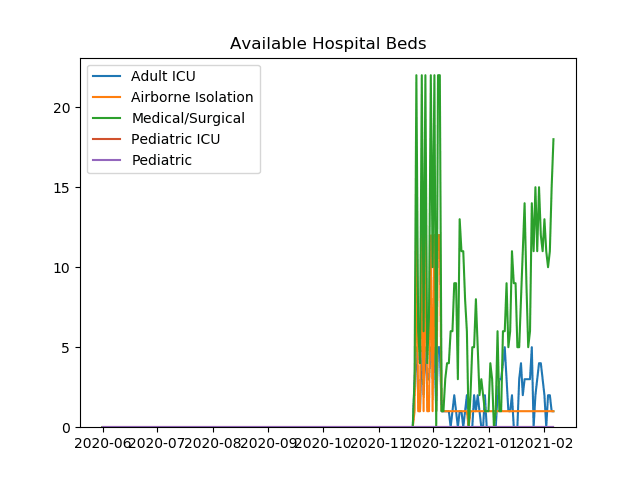 Available Hospital Beds
Adult ICU
Airborne Isolation
Medical/Surgical
Pediatric ICU
Pediatric
20
15
10
5
0
2020-06 2020-07 2020-08 2020-09 2020-10 2020-11 2020-12 2021-01 2021-02